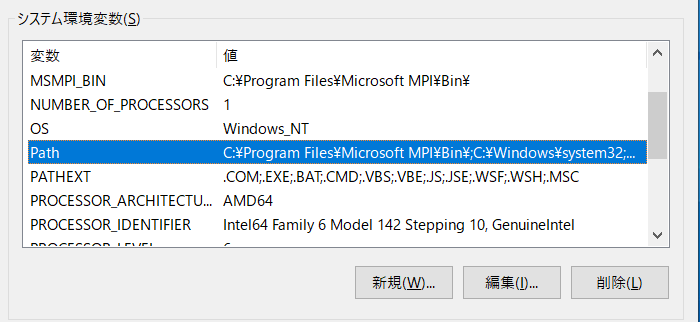 システム環境変数(S)
変数 値
MSMPI_BIN C:¥Program Files¥Microsoft MPI¥Bin¥
NUMBER_OF_PROCESSORS 1
OS Windows_NT
Path C:¥Program Files¥Microsoft MPI¥Bin¥;C:¥Windows¥system32;...
PATHEXT .COM;.EXE;.BAT;.CMD;.VBS;.VBE;.JS;.JSE;.WSF;.WSH;.MSC
PROCESSOR_ARCHITECTU... AMD64
PROCESSOR_IDENTIFIER Intel64 Family 6 Model 142 Stepping 10, GenuineIntel
新規(W)... 編集(I)... 削除(L)